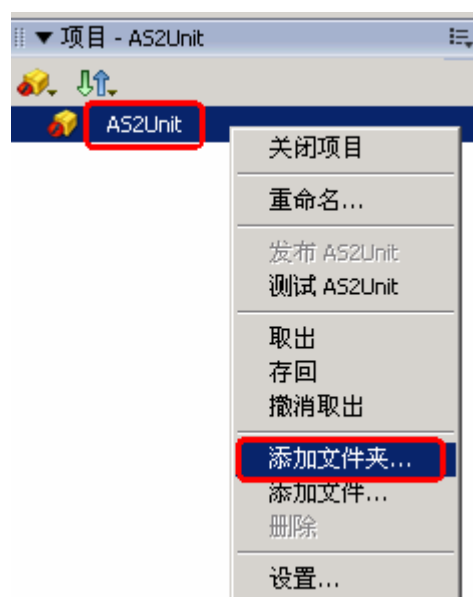 项目 - AS2Unit
AS2Unit
关闭项目
重命名...
发布 AS2Unit
测试 AS2Unit
取出
存回
撤消取出
添加文件夹...
添加文件...
删除
设置...